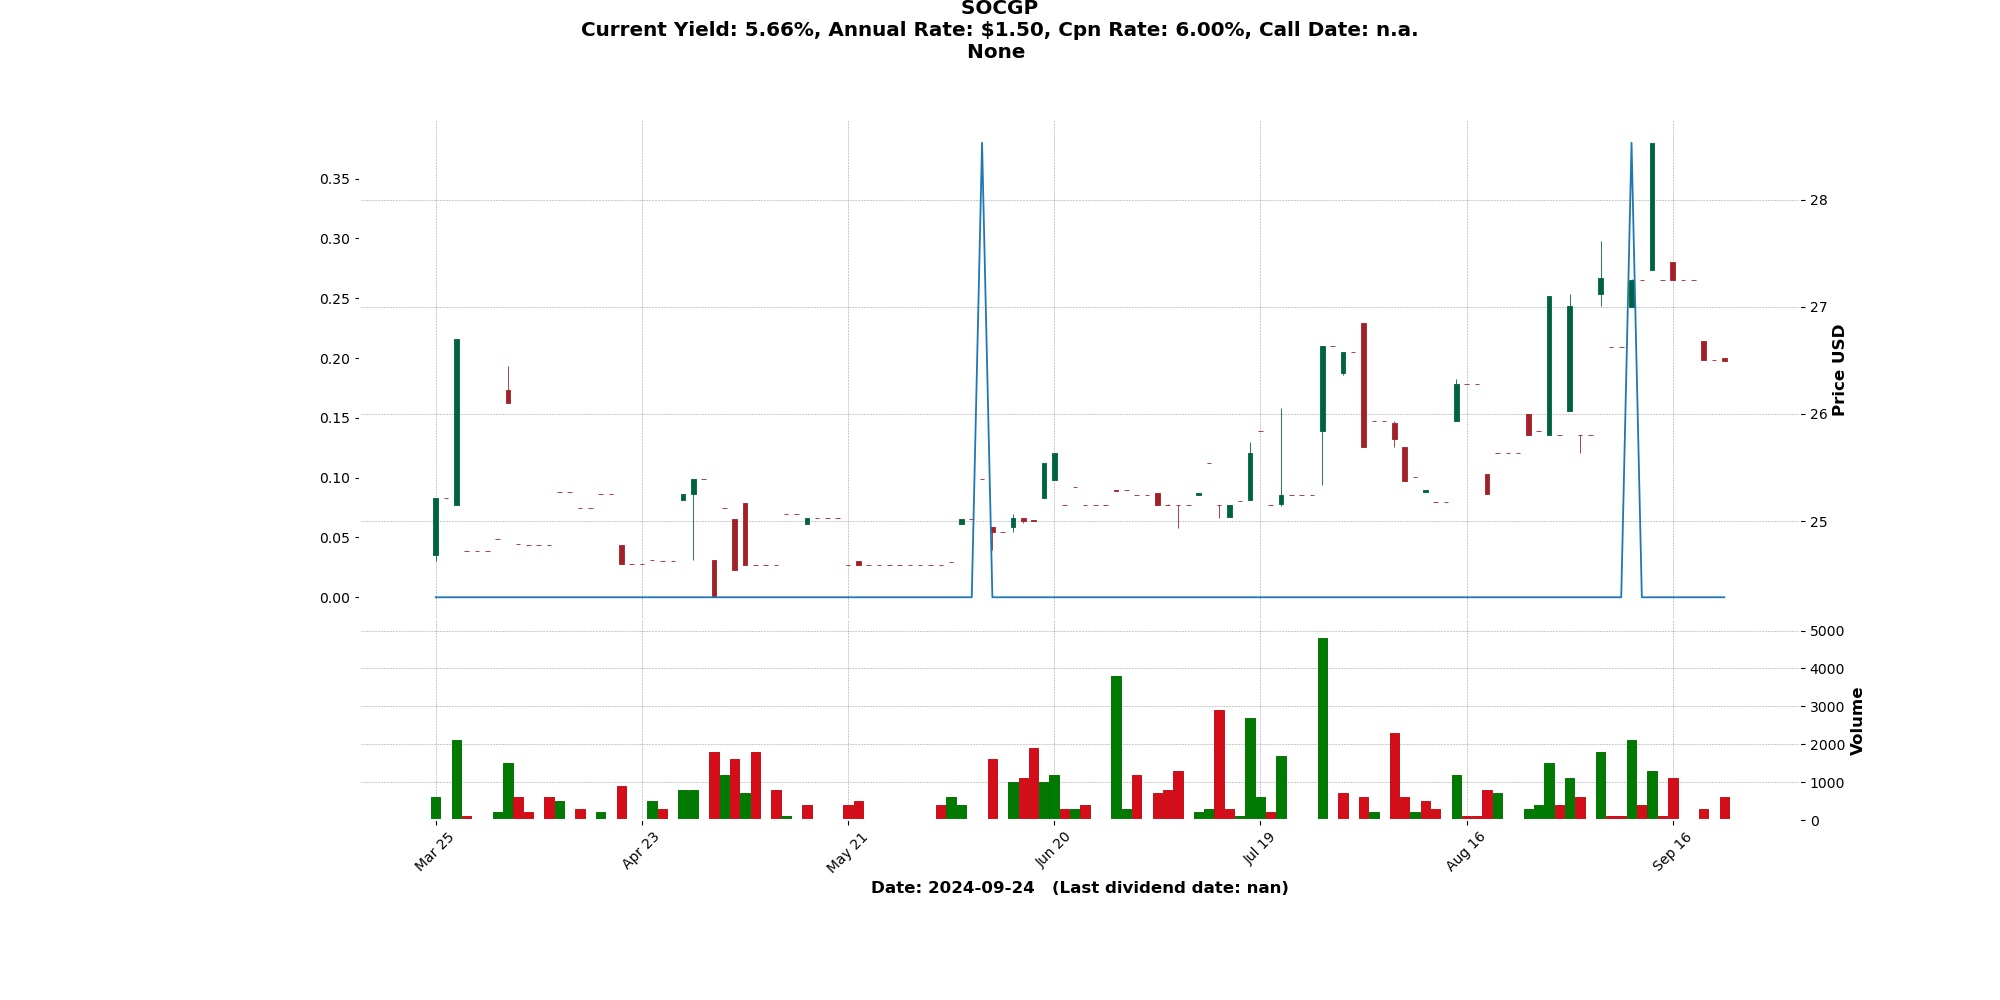 SOCGP
Current Yield: 5.66%, Annual Rate: $1.50, Cpn Rate: 6.00%, Call Date: n.a.
None
0.35
0.30
0.25
0.20
0.15
0.10
0.05
0.00
28
27
26
25
Price USD
5000
4000
3000
2000
1000
0
Volume
Mar 25
Apr 23
May 21
Jun 20
Jul 19
Aug 16
Sep 16
Date: 2024-09-24   (Last dividend date: nan)